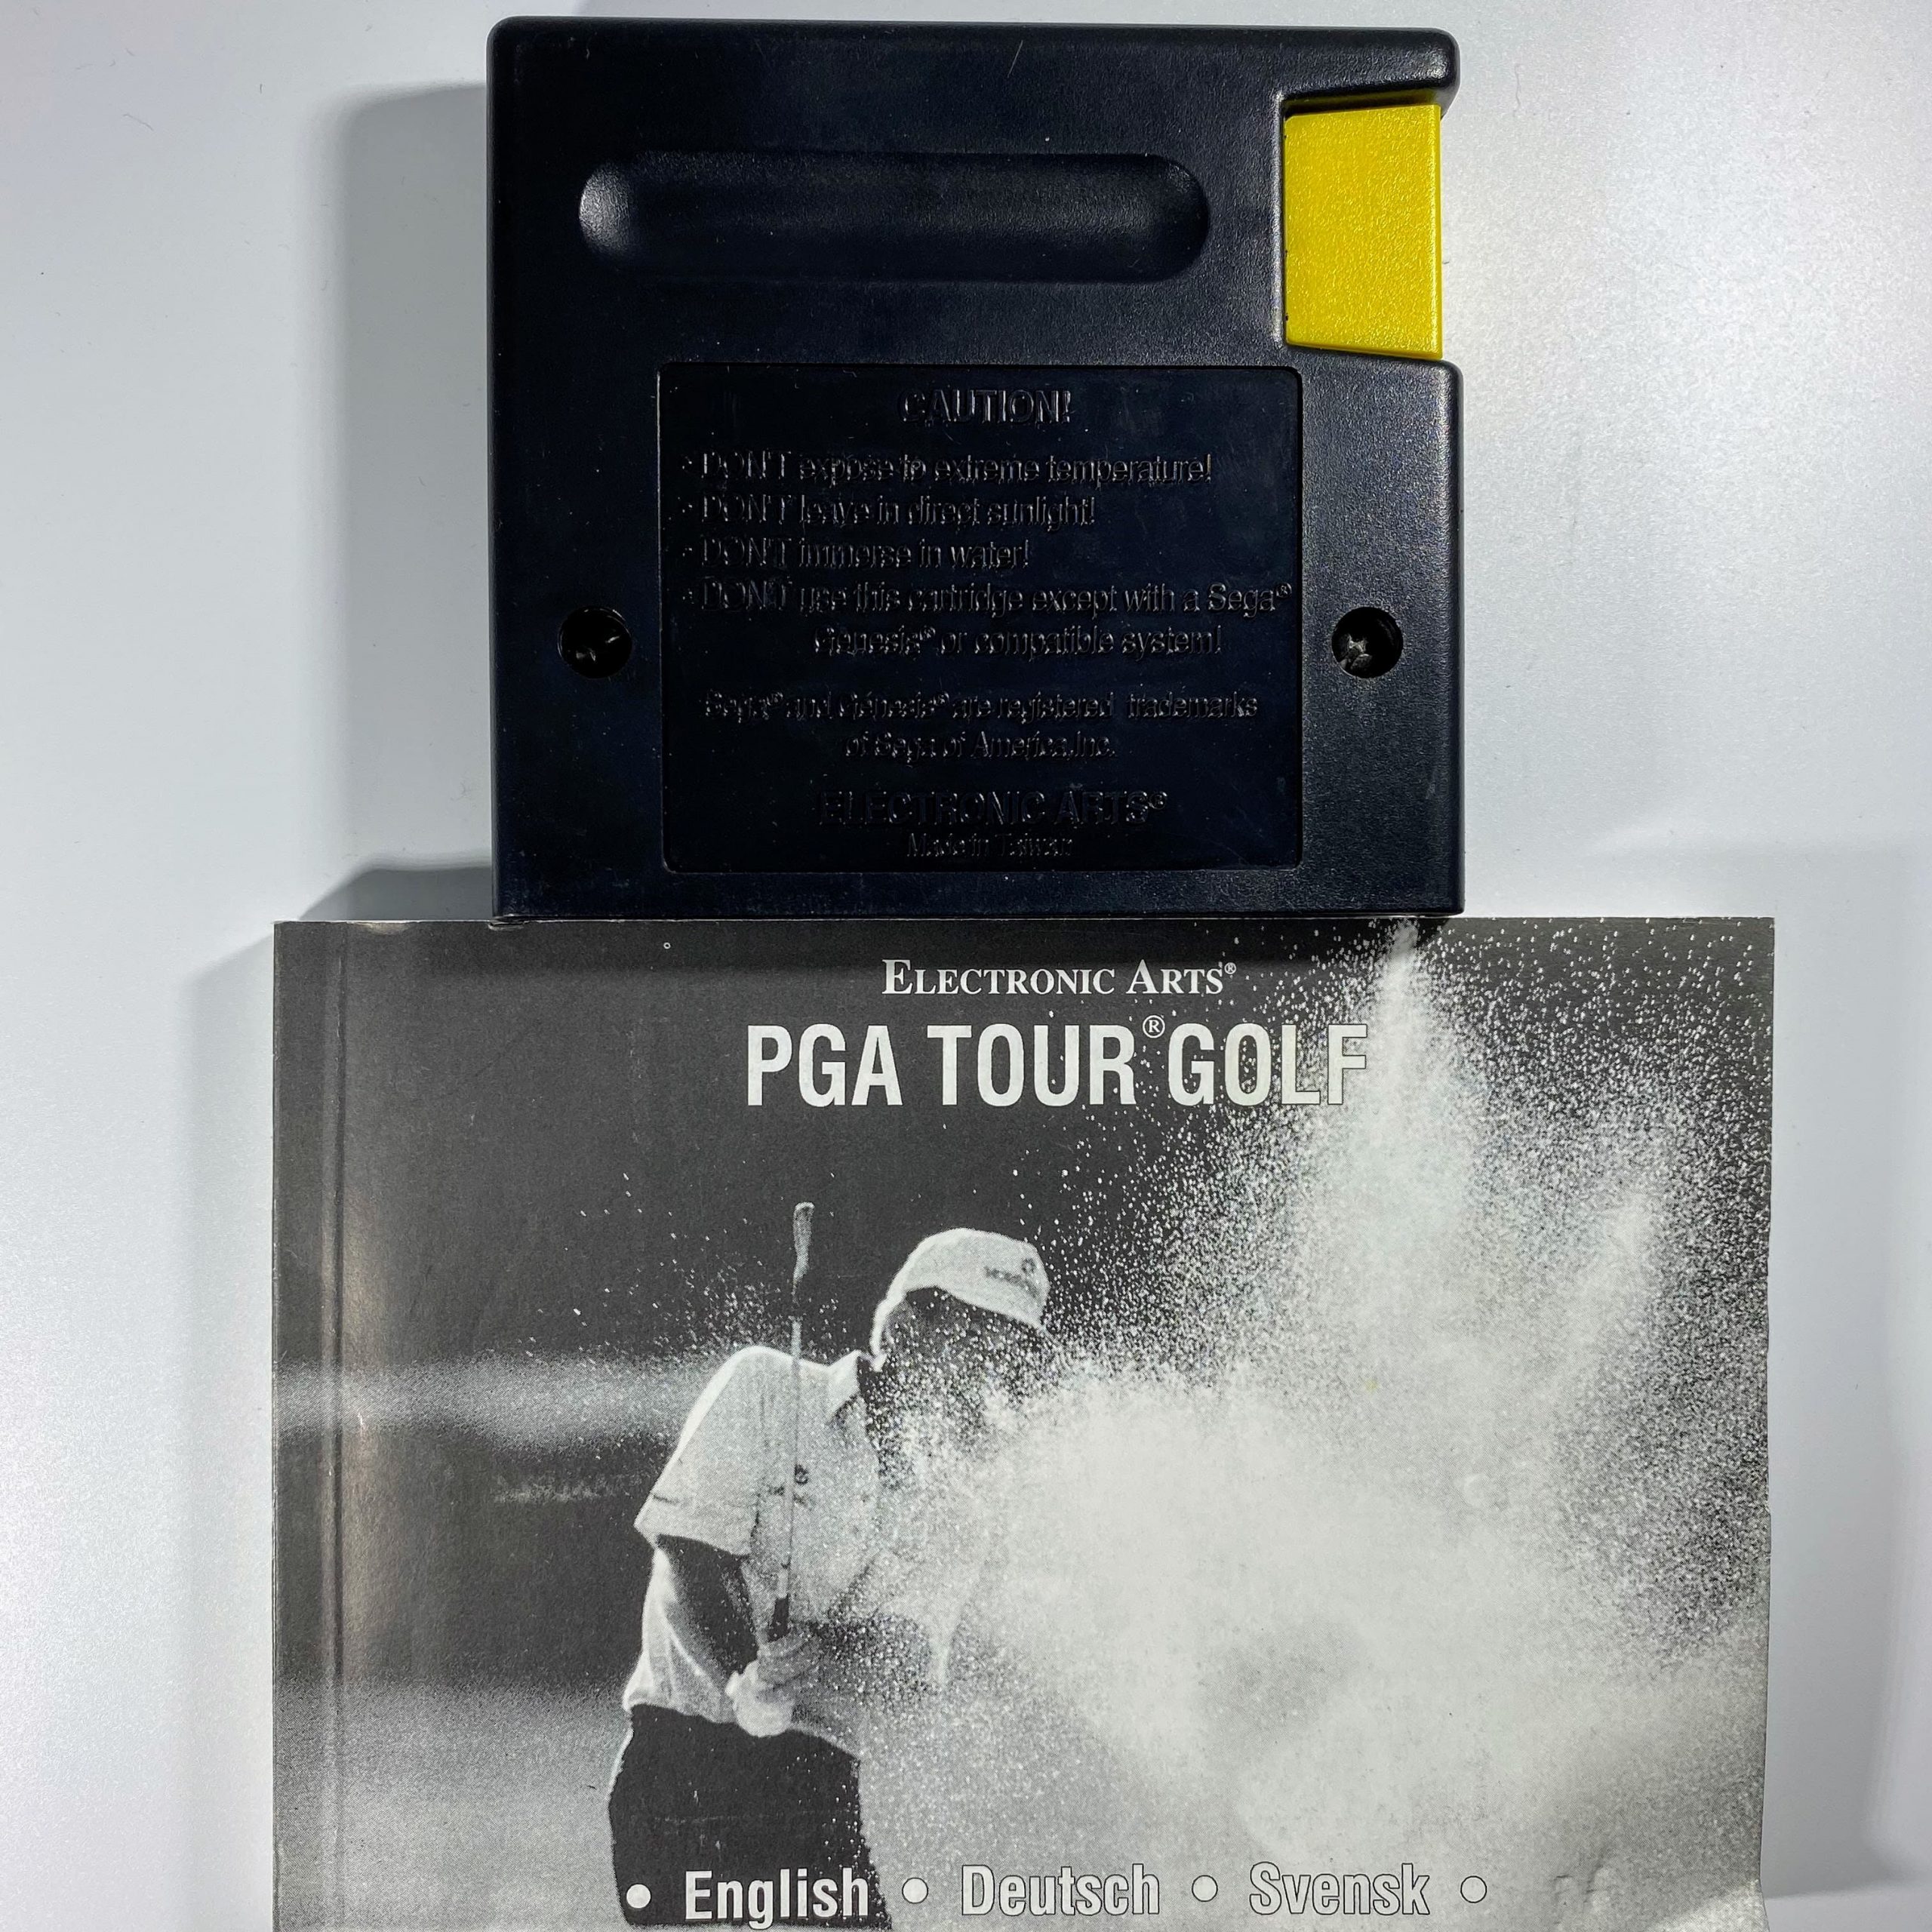 CAUTION!
• DON'T expose to extreme temperature!
• DON'T leave in direct sunlight!
• DON'T immerse in water!
• DON'T use this cartridge except with a Sega®
Genesis® or compatible system!
Sega® and Genesis® are registered trademarks
of Sega of America,Inc.
ELECTRONIC ARTS®
Made in Taiwan
ELECTRONIC ARTS®
PGA TOUR® GOLF
• English • Deutsch • Svensk •